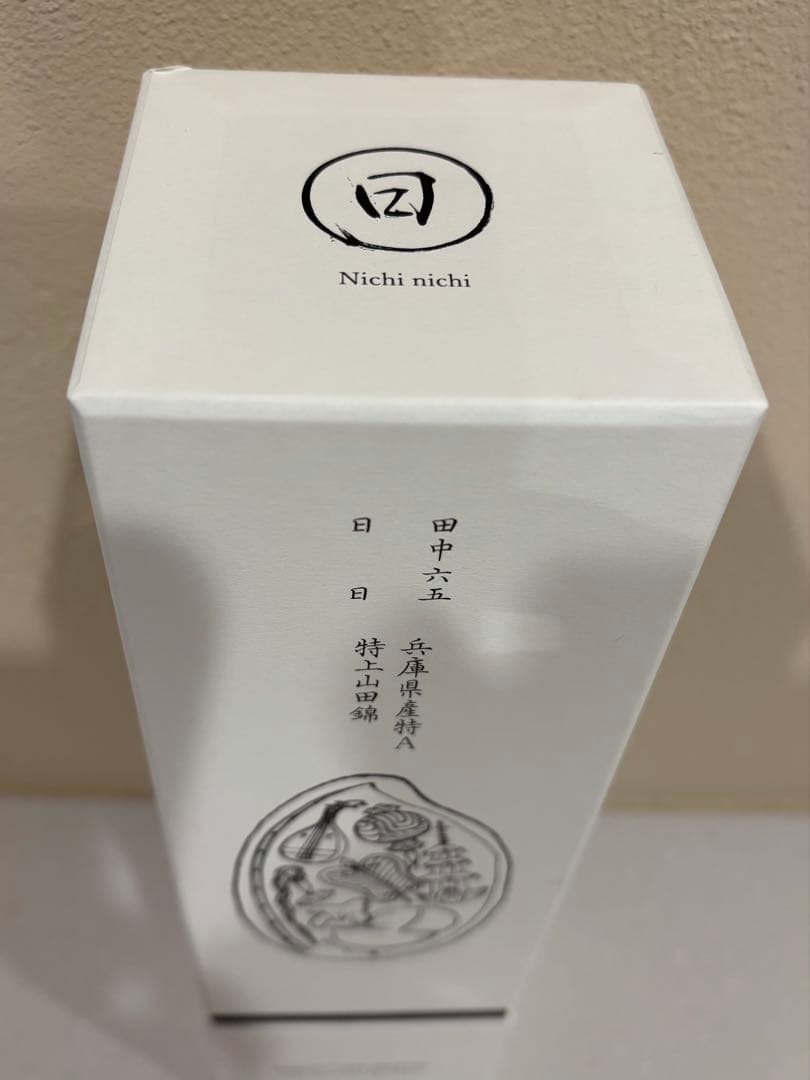 日
Nichi nichi
田中六五
日日
兵庫県産特A
特上山田錦